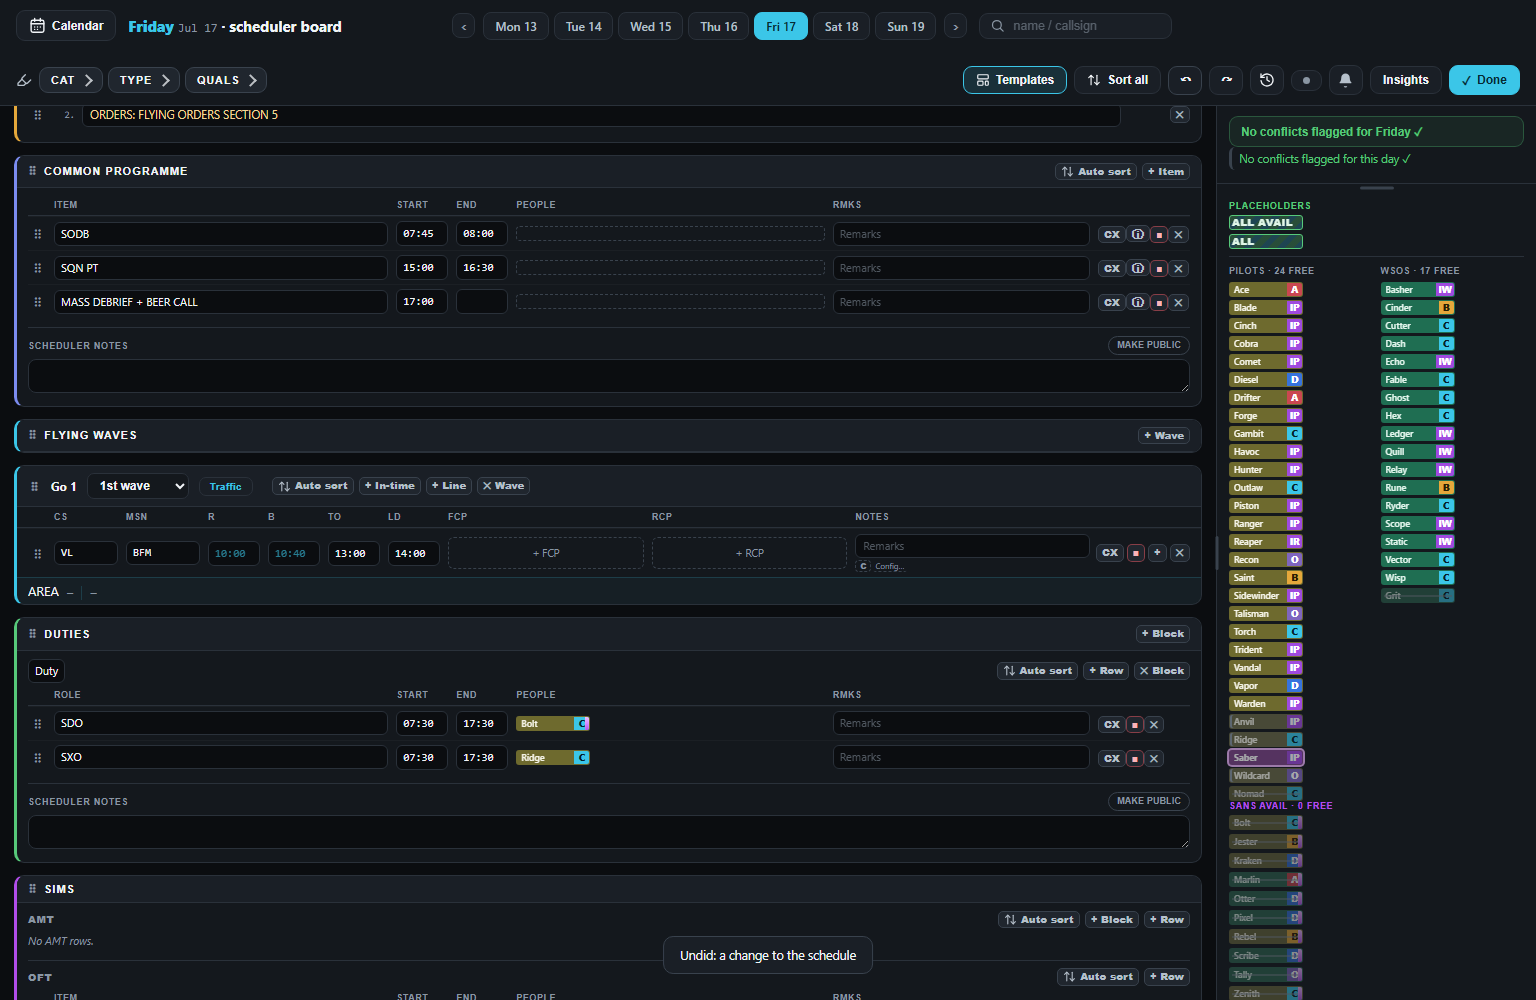 Calendar
Friday Jul 17 · scheduler board
‹ Mon 13 Tue 14 Wed 15 Thu 16 Fri 17 Sat 18 Sun 19 ›
name / callsign
CAT TYPE QUALS
Templates Sort all Insights ✓ Done
2. ORDERS: FLYING ORDERS SECTION 5
COMMON PROGRAMME
Auto sort + Item
ITEM START END PEOPLE RMKS
SODB 07:45 08:00 Remarks CX
SQN PT 15:00 16:30 Remarks CX
MASS DEBRIEF + BEER CALL 17:00 Remarks CX
SCHEDULER NOTES MAKE PUBLIC
FLYING WAVES + Wave
Go 1 1st wave Traffic Auto sort + In-time + Line ✕ Wave
CS MSN R B TO LD FCP RCP NOTES
VL BFM 10:00 10:40 13:00 14:00 + FCP + RCP Remarks CX
C Config...
AREA – | –
DUTIES + Block
Duty Auto sort + Row ✕ Block
ROLE START END PEOPLE RMKS
SDO 07:30 17:30 Bolt C Remarks CX
SXO 07:30 17:30 Ridge C Remarks CX
SCHEDULER NOTES MAKE PUBLIC
SIMS
AMT Auto sort + Block + Row
No AMT rows.
OFT Auto sort + Row
ITEM START END PEOPLE RMKS
Undid: a change to the schedule
No conflicts flagged for Friday ✓
No conflicts flagged for this day ✓
PLACEHOLDERS
ALL AVAIL
ALL
PILOTS · 24 FREE
Ace A
Blade IP
Cinch IP
Cobra IP
Comet IP
Diesel D
Drifter A
Forge IP
Gambit C
Havoc IP
Hunter IP
Outlaw C
Piston IP
Ranger IP
Reaper IR
Recon O
Saint B
Sidewinder IP
Talisman O
Torch C
Trident IP
Vandal IP
Vapor D
Warden IP
Anvil IP
Ridge C
Saber IP
Wildcard O
Nomad C
WSOS · 17 FREE
Basher IW
Cinder B
Cutter C
Dash C
Echo IW
Fable C
Ghost C
Hex C
Ledger IW
Quill IW
Relay IW
Rune B
Ryder C
Scope IW
Static IW
Vector C
Wisp C
Grit C
SANS AVAIL · 0 FREE
Bolt C
Jester B
Kraken D
Marlin A
Otter D
Pixel D
Rebel B
Scribe D
Tally O
Zenith C